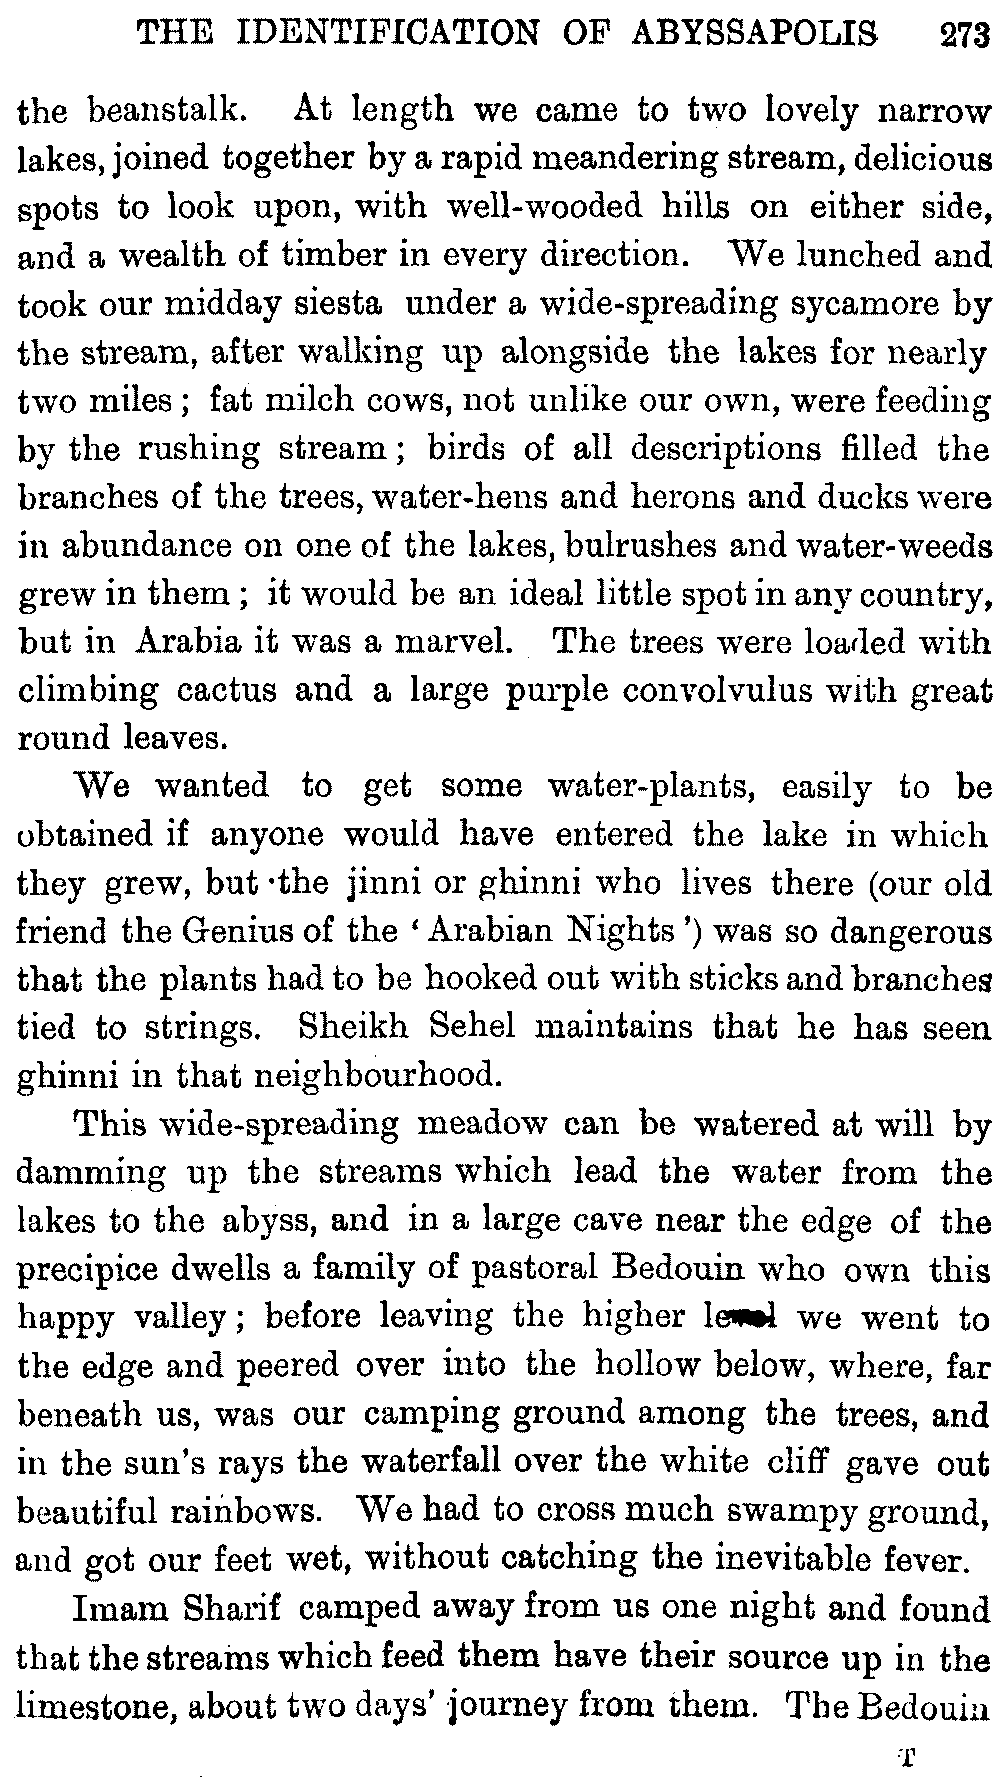 THE IDENTIFICATION OF ABYSSAPOLIS 273
the beanstalk. At length we came to two lovely narrow
lakes, joined together by a rapid meandering stream, delicious
spots to look upon, with well-wooded hills on either side,
and a wealth of timber in every direction. We lunched and
took our midday siesta under a wide-spreading sycamore by
the stream, after walking up alongside the lakes for nearly
two miles; fat milch cows, not unlike our own, were feeding
by the rushing stream; birds of all descriptions filled the
branches of the trees, water-hens and herons and ducks were
in abundance on one of the lakes, bulrushes and water-weeds
grew in them; it would be an ideal little spot in any country,
but in Arabia it was a marvel. The trees were loaded with
climbing cactus and a large purple convolvulus with great
round leaves.
We wanted to get some water-plants, easily to be
obtained if anyone would have entered the lake in which
they grew, but the jinni or ghinni who lives there (our old
friend the Genius of the 'Arabian Nights') was so dangerous
that the plants had to be hooked out with sticks and branches
tied to strings. Sheikh Sehel maintains that he has seen
ghinni in that neighbourhood.
This wide-spreading meadow can be watered at will by
damming up the streams which lead the water from the
lakes to the abyss, and in a large cave near the edge of the
precipice dwells a family of pastoral Bedouin who own this
happy valley; before leaving the higher level we went to
the edge and peered over into the hollow below, where, far
beneath us, was our camping ground among the trees, and
in the sun's rays the waterfall over the white cliff gave out
beautiful rainbows. We had to cross much swampy ground,
and got our feet wet, without catching the inevitable fever.
Imam Sharif camped away from us one night and found
that the streams which feed them have their source up in the
limestone, about two days' journey from them. The Bedouin
T